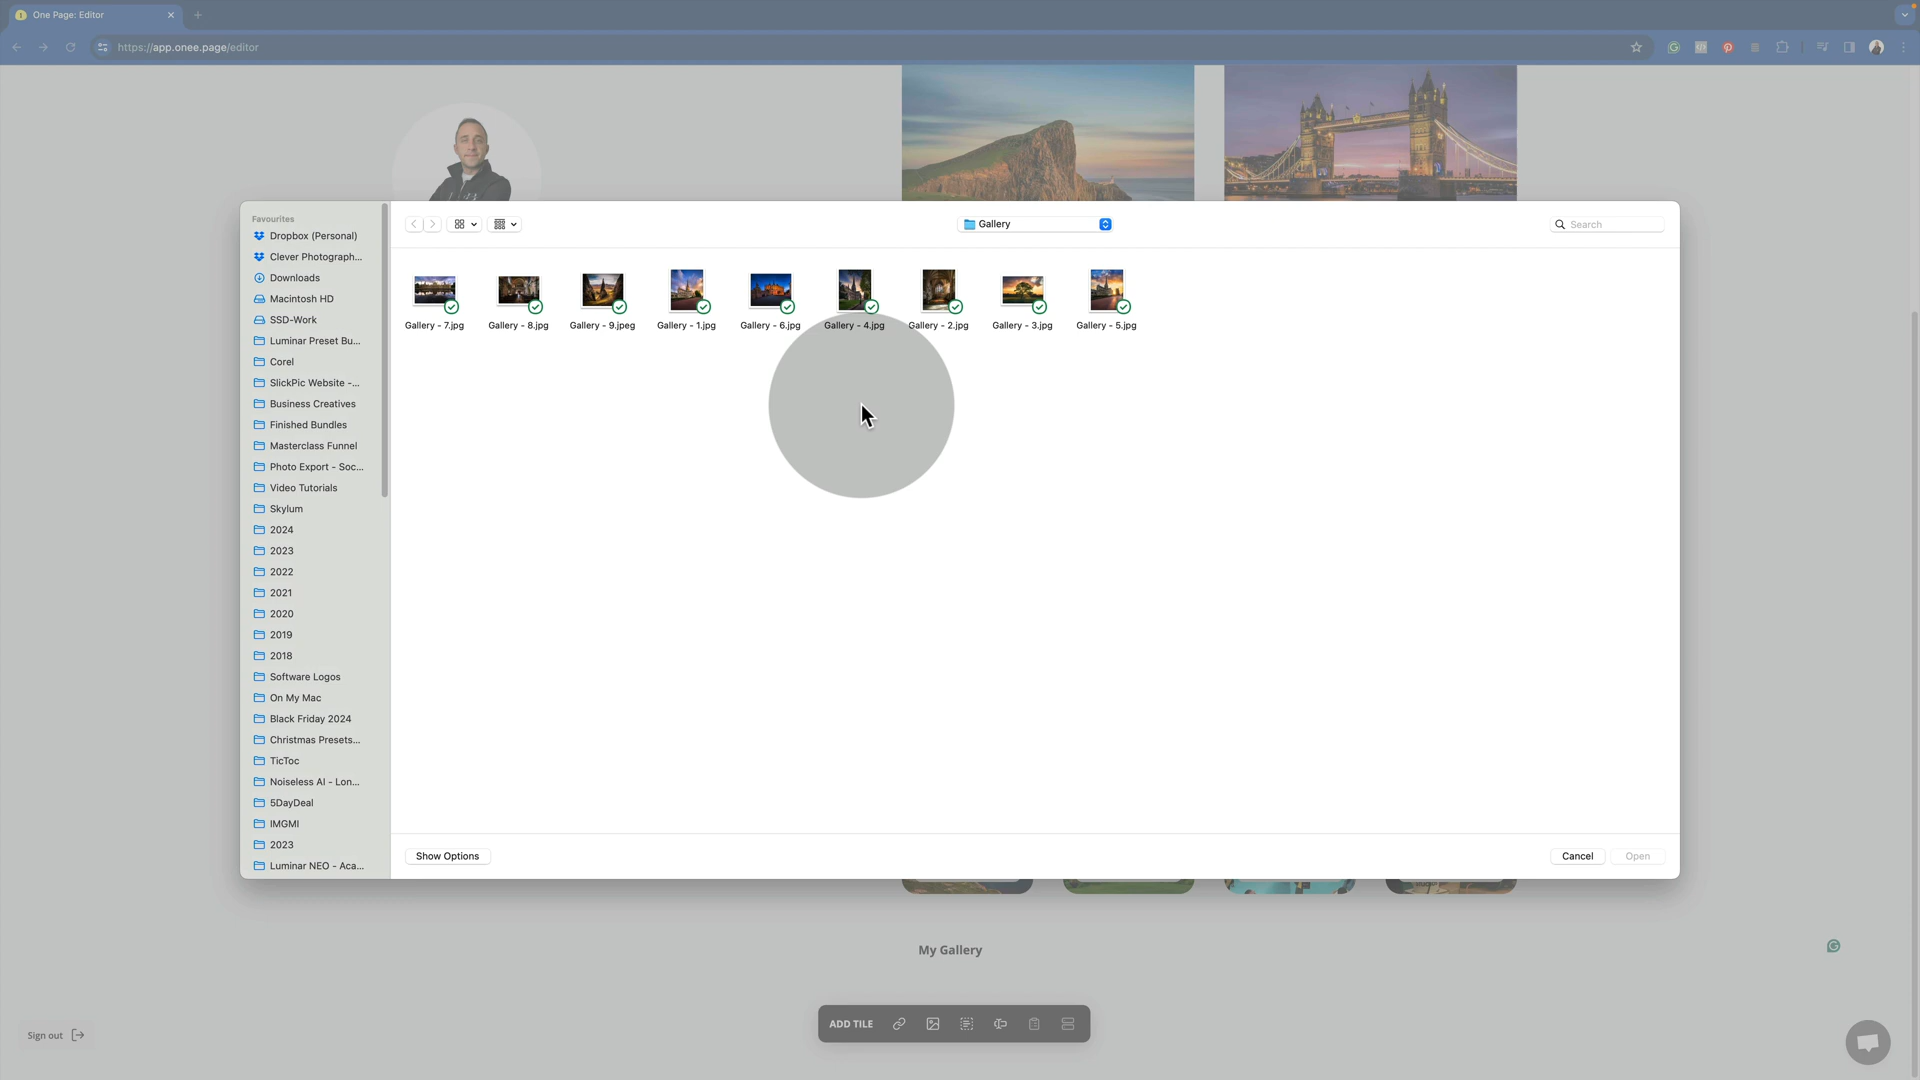 One Page: Editor
https://app.onee.page/editor
Favourites
Dropbox (Personal)
Clever Photograph...
Downloads
Macintosh HD
SSD-Work
Luminar Preset Bu...
Corel
SlickPic Website -...
Business Creatives
Finished Bundles
Masterclass Funnel
Photo Export - Soc...
Video Tutorials
Skylum
2024
2023
2022
2021
2020
2019
2018
Software Logos
On My Mac
Black Friday 2024
Christmas Presets...
TicToc
Noiseless AI - Lon...
5DayDeal
IMGMI
2023
Luminar NEO - Aca...
Gallery
Search
Gallery - 7.jpg
Gallery - 8.jpg
Gallery - 9.jpeg
Gallery - 1.jpg
Gallery - 6.jpg
Gallery - 4.jpg
Gallery - 2.jpg
Gallery - 3.jpg
Gallery - 5.jpg
Show Options
Cancel
Open
My Gallery
ADD TILE
Sign out